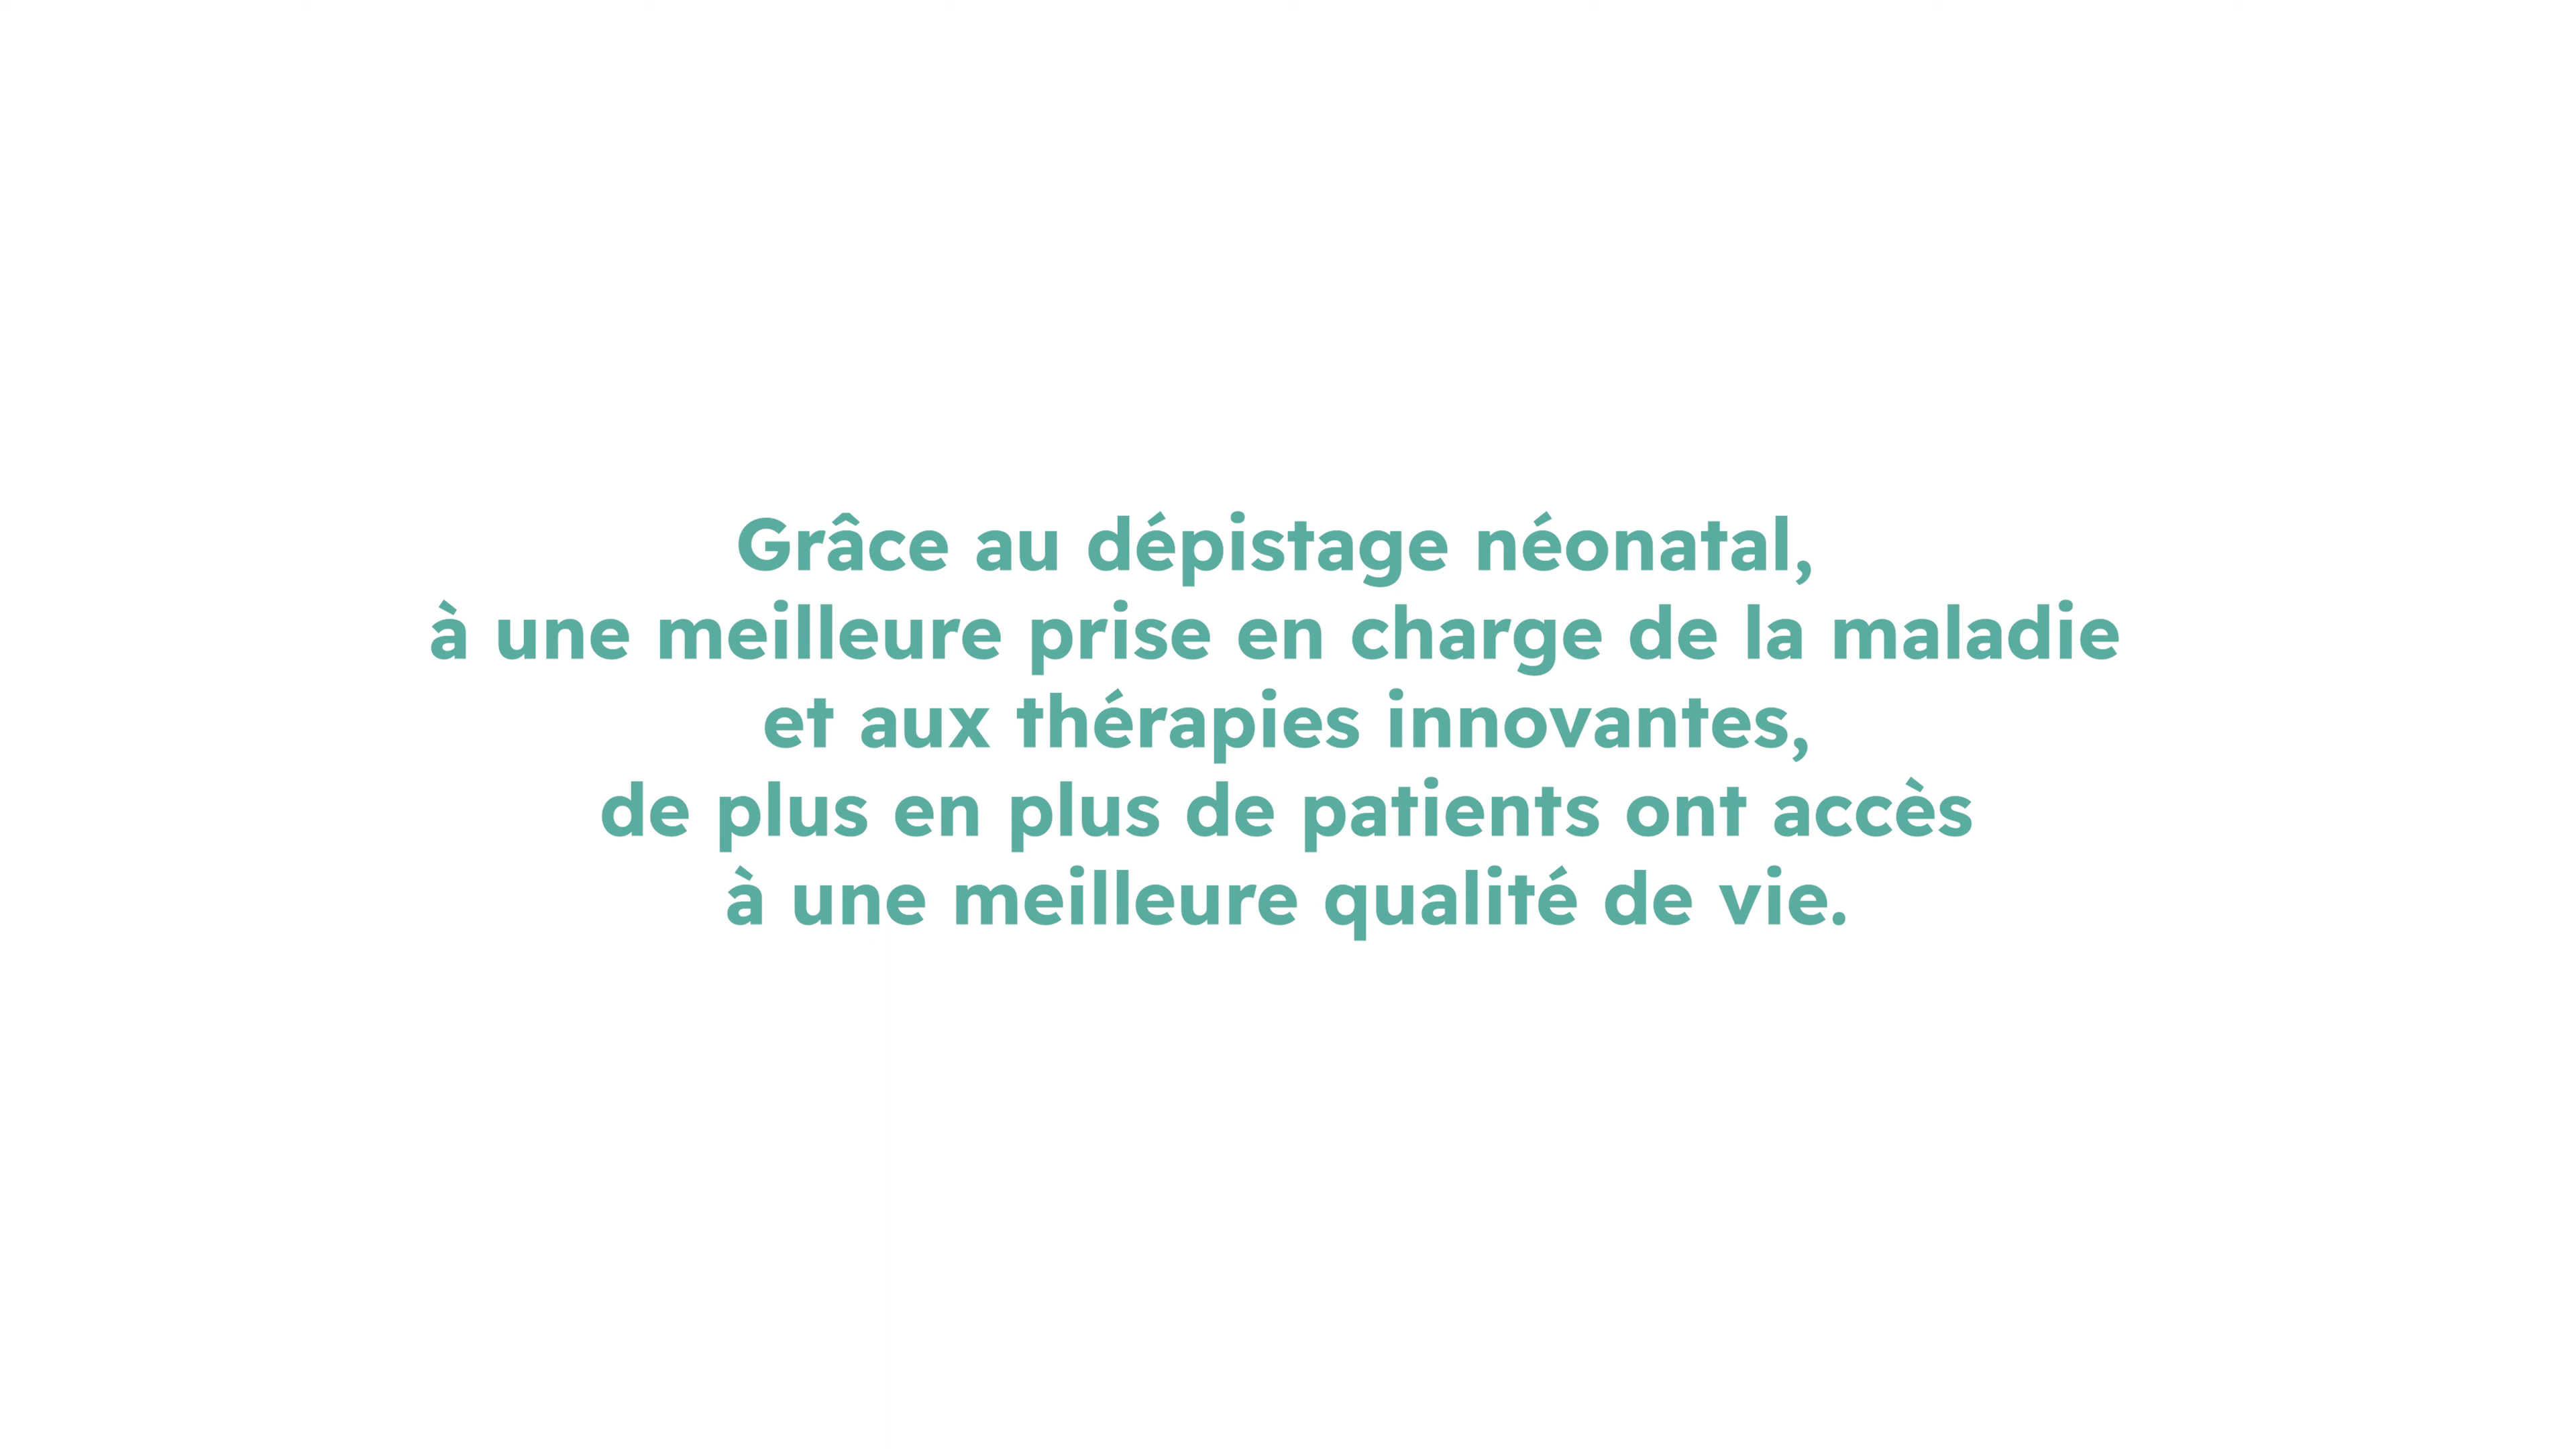 Grâce au dépistage néonatal,
à une meilleure prise en charge de la maladie
et aux thérapies innovantes,
de plus en plus de patients ont accès
à une meilleure qualité de vie.